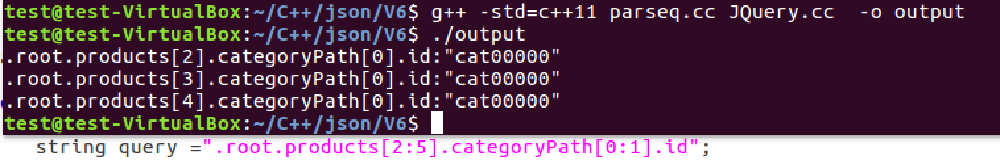 test@test-VirtualBox:~/C++/json/V6$ g++ -std=c++11 parseq.cc JQuery.cc  -o output
test@test-VirtualBox:~/C++/json/V6$ ./output
.root.products[2].categoryPath[0].id:"cat00000"
.root.products[3].categoryPath[0].id:"cat00000"
.root.products[4].categoryPath[0].id:"cat00000"
test@test-VirtualBox:~/C++/json/V6$
string query =".root.products[2:5].categoryPath[0:1].id";